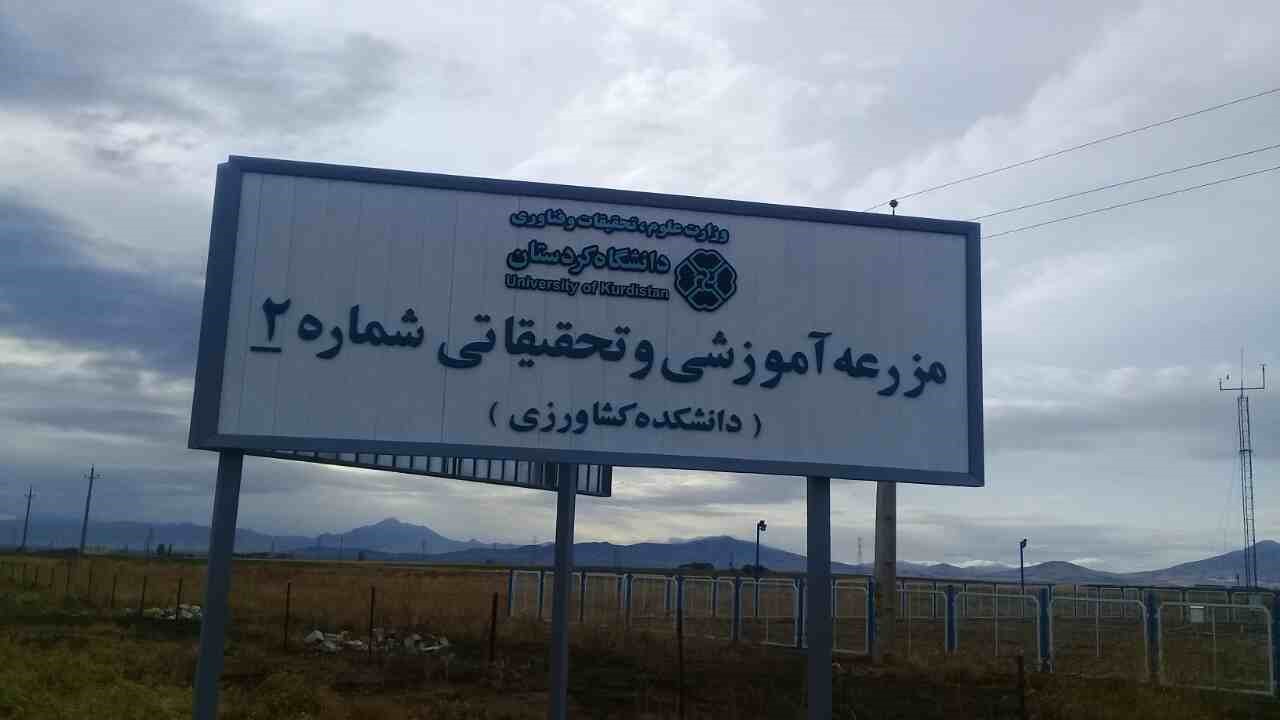 وزارت علوم، تحقیقات و فناوری
دانشگاه کردستان
University of Kurdistan
مزرعه آموزشی و تحقیقاتی شماره ۲
( دانشکده کشاورزی )